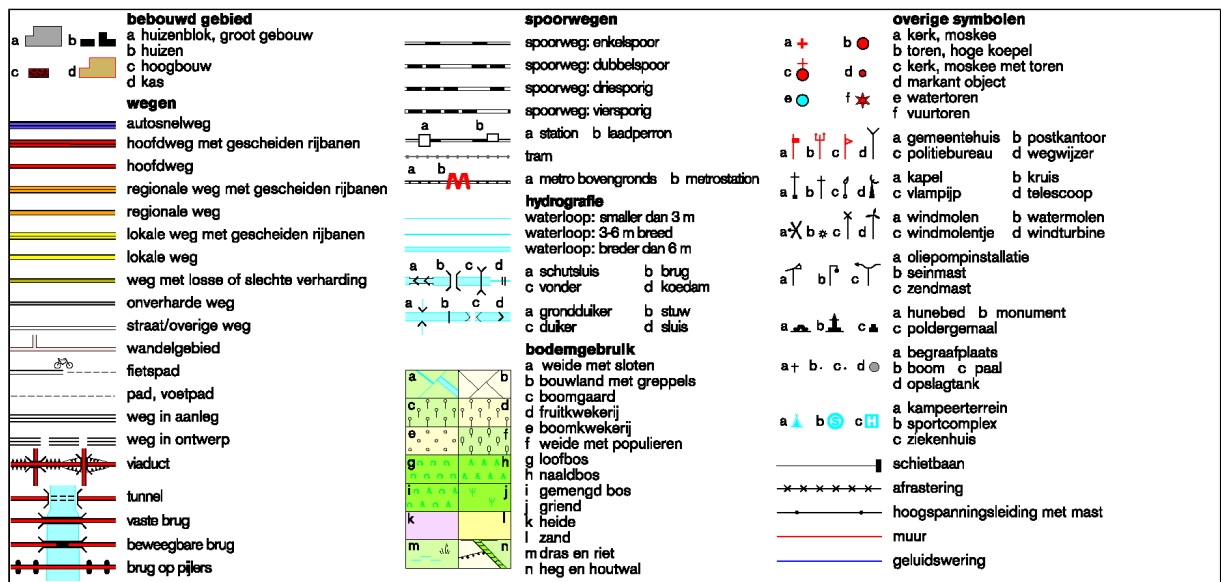 bebouwd gebied
a b a huizenblok, groot gebouw
b huizen
c d c hoogbouw
d kas
wegen
autosnelweg
hoofdweg met gescheiden rijbanen
hoofdweg
regionale weg met gescheiden rijbanen
regionale weg
lokale weg met gescheiden rijbanen
lokale weg
weg met losse of slechte verharding
onverharde weg
straat/overige weg
wandelgebied
fietspad
pad, voetpad
weg in aanleg
weg in ontwerp
viaduct
tunnel
vaste brug
beweegbare brug
brug op pijlers
spoorwegen
spoorweg: enkelspoor
spoorweg: dubbelspoor
spoorweg: driesporig
spoorweg: viersporig
a b a station b laadperron
tram
a b M a metro bovengronds b metrostation
hydrografie
waterloop: smaller dan 3 m
waterloop: 3-6 m breed
waterloop: breder dan 6 m
a b c d a schutsluis b brug
c vonder d koedam
a b c d a grondduiker b stuw
c duiker d sluis
bodemgebruik
a b a weide met sloten
b bouwland met greppels
c d c boomgaard
d fruitkwekerij
e f e boomkwekerij
f weide met populieren
g h g loofbos
h naaldbos
i j i gemengd bos
j griend
k l k heide
l zand
m n m dras en riet
n heg en houtwal
overige symbolen
a b a kerk, moskee
b toren, hoge koepel
c d c kerk, moskee met toren
d markant object
e f e watertoren
f vuurtoren
a b c d a gemeentehuis b postkantoor
c politiebureau d wegwijzer
a b c d a kapel b kruis
c vlampijp d telescoop
a b c d a windmolen b watermolen
c windmolentje d windturbine
a b c a oliepompinstallatie
b seinmast
c zendmast
a b c a hunebed b monument
c poldergemaal
a b c d a begraafplaats
b boom c paal
d opslagtank
a b S c H a kampeerterrein
b sportcomplex
c ziekenhuis
schietbaan
afrastering
hoogspanningsleiding met mast
muur
geluidswering